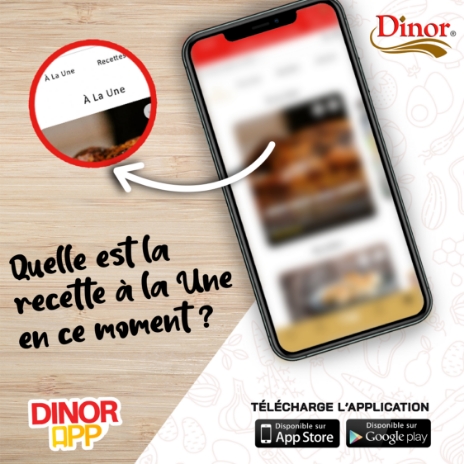 Dinor®
À La Une
Recettes
À La Une
Quelle est la
recette à la Une
en ce moment ?
DINOR
APP
TÉLÉCHARGE L'APPLICATION
Disponible sur
App Store
Disponible sur
Google play